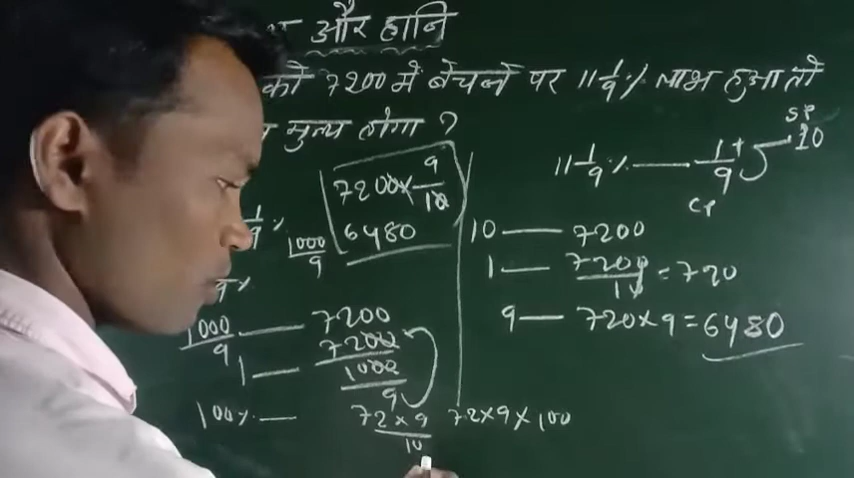 और हानि
को 7200 में बेचने पर 11 1/9 % लाभ हुआ तो
मुल्य होगा ?
7200 × 9/10
6480
1/9 %
1000/9
1000/9 — 7200
1 — 7200/1000/9
100% — 72×9/10 72×9×100
SP
11 1/9 % — 1+/9 10
CP
10 — 7200
1 — 7200/10 = 720
9 — 720×9=6480